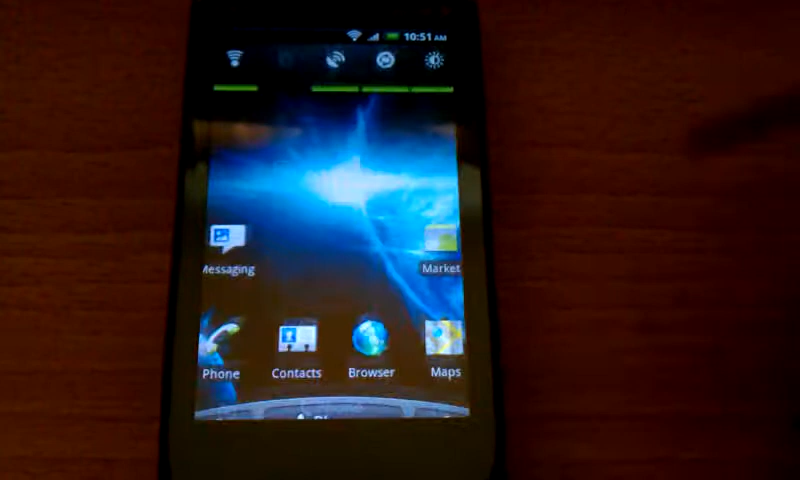 10:51 AM
Messaging
Market
Phone
Contacts
Browser
Maps